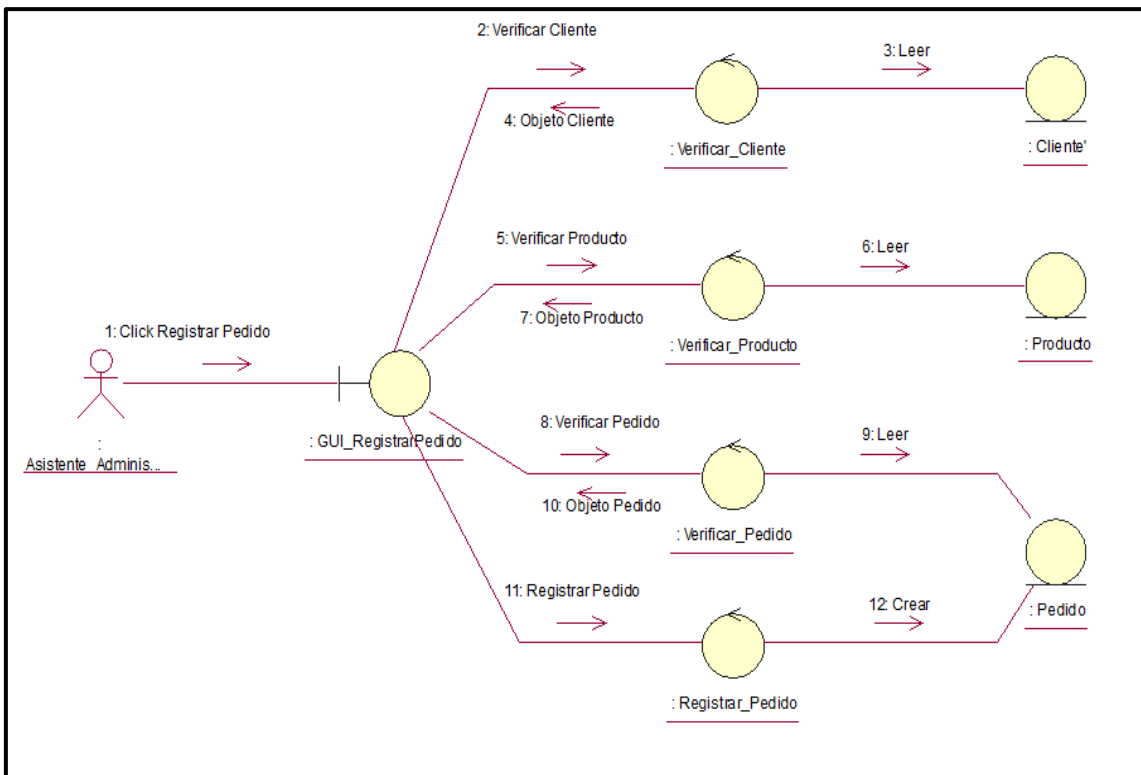 2: Verificar Cliente
3: Leer
4: Objeto Cliente
: Verificar_Cliente
: Cliente'
5: Verificar Producto
6: Leer
7: Objeto Producto
: Verificar_Producto
: Producto
1: Click Registrar Pedido
:
Asistente Adminis...
: GUI_RegistrarPedido
8: Verificar Pedido
9: Leer
10: Objeto Pedido
: Verificar_Pedido
11: Registrar Pedido
12: Crear
: Pedido
: Registrar_Pedido